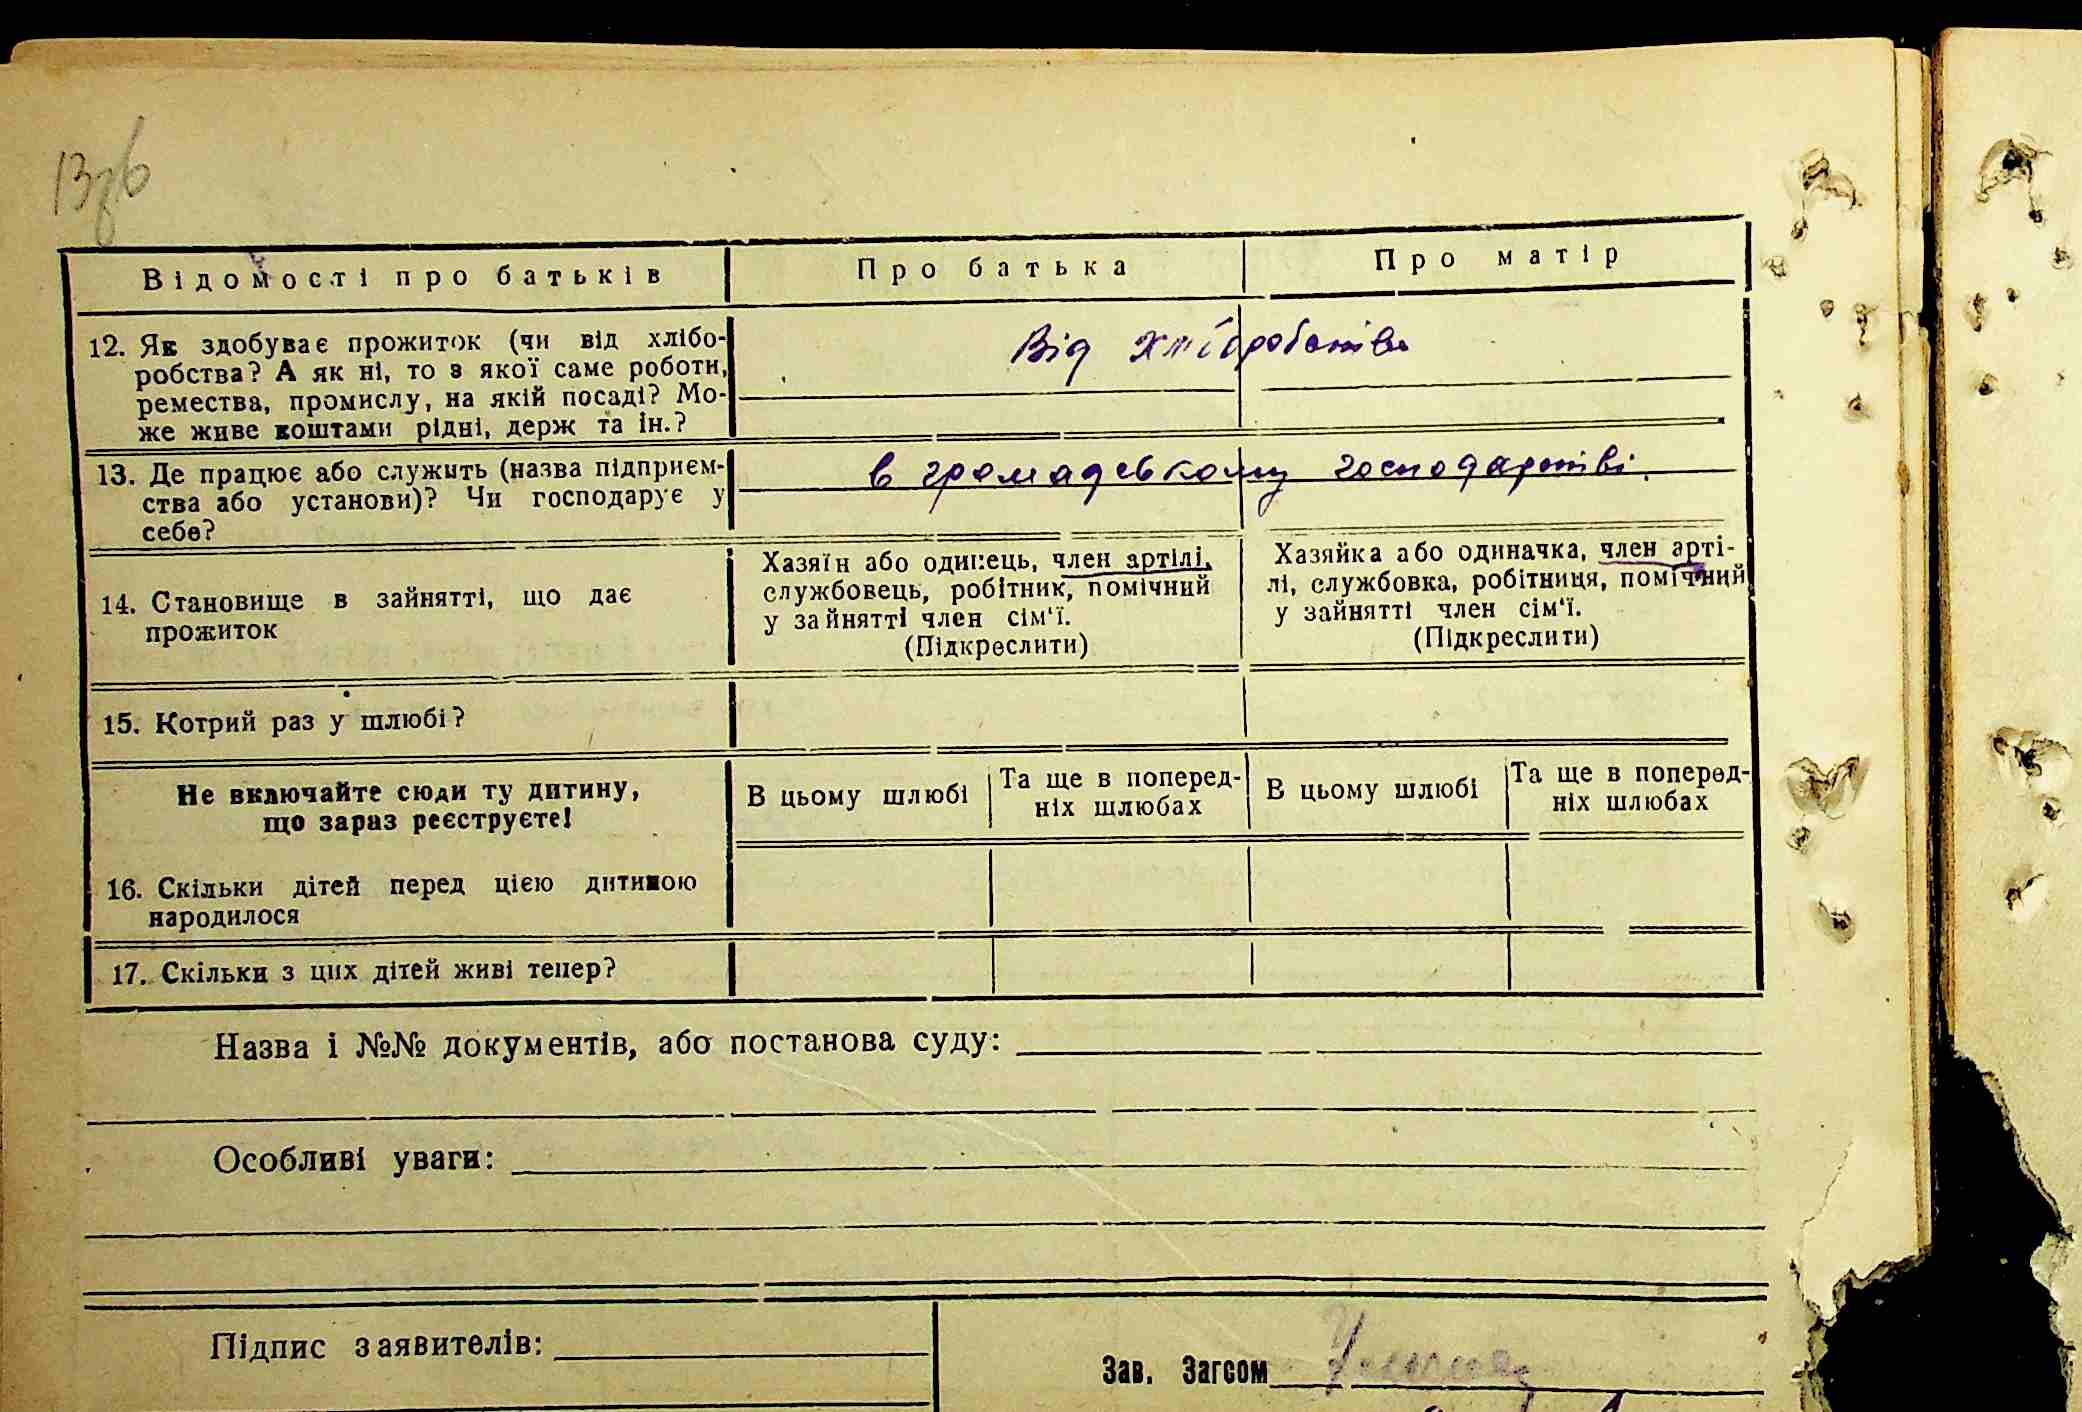 13зв
Відомості про батьків Про батька Про матір
12. Як здобуває прожиток (чи від хлібо-
робства? А як ні, то з якої саме роботи,
ремества, промислу, на якій посаді? Мо-
же живе коштами рідні, держ та ін.?
Від хліборобства
13. Де працює або служить (назва підприєм-
ства або установи)? Чи господарує у
себе?
в громадському господарстві.
14. Становище в зайнятті, що дає
прожиток
Хазяїн або одинець, член артілі,
службовець, робітник, помічний
у зайнятті член сім'ї.
(Підкреслити)
Хазяйка або одиначка, член арті-
лі, службовка, робітниця, помічний
у зайнятті член сім'ї.
(Підкреслити)
15. Котрий раз у шлюбі?
Не включайте сюди ту дитину,
що зараз реєструєте!
В цьому шлюбі
Та ще в поперед-
ніх шлюбах
В цьому шлюбі
Та ще в поперед-
ніх шлюбах
16. Скільки дітей перед цією дитиною
народилося
17. Скільки з цих дітей живі тепер?
Назва і №№ документів, або постанова суду:
Особливі уваги:
Підпис заявителів:
Зав. Загсом